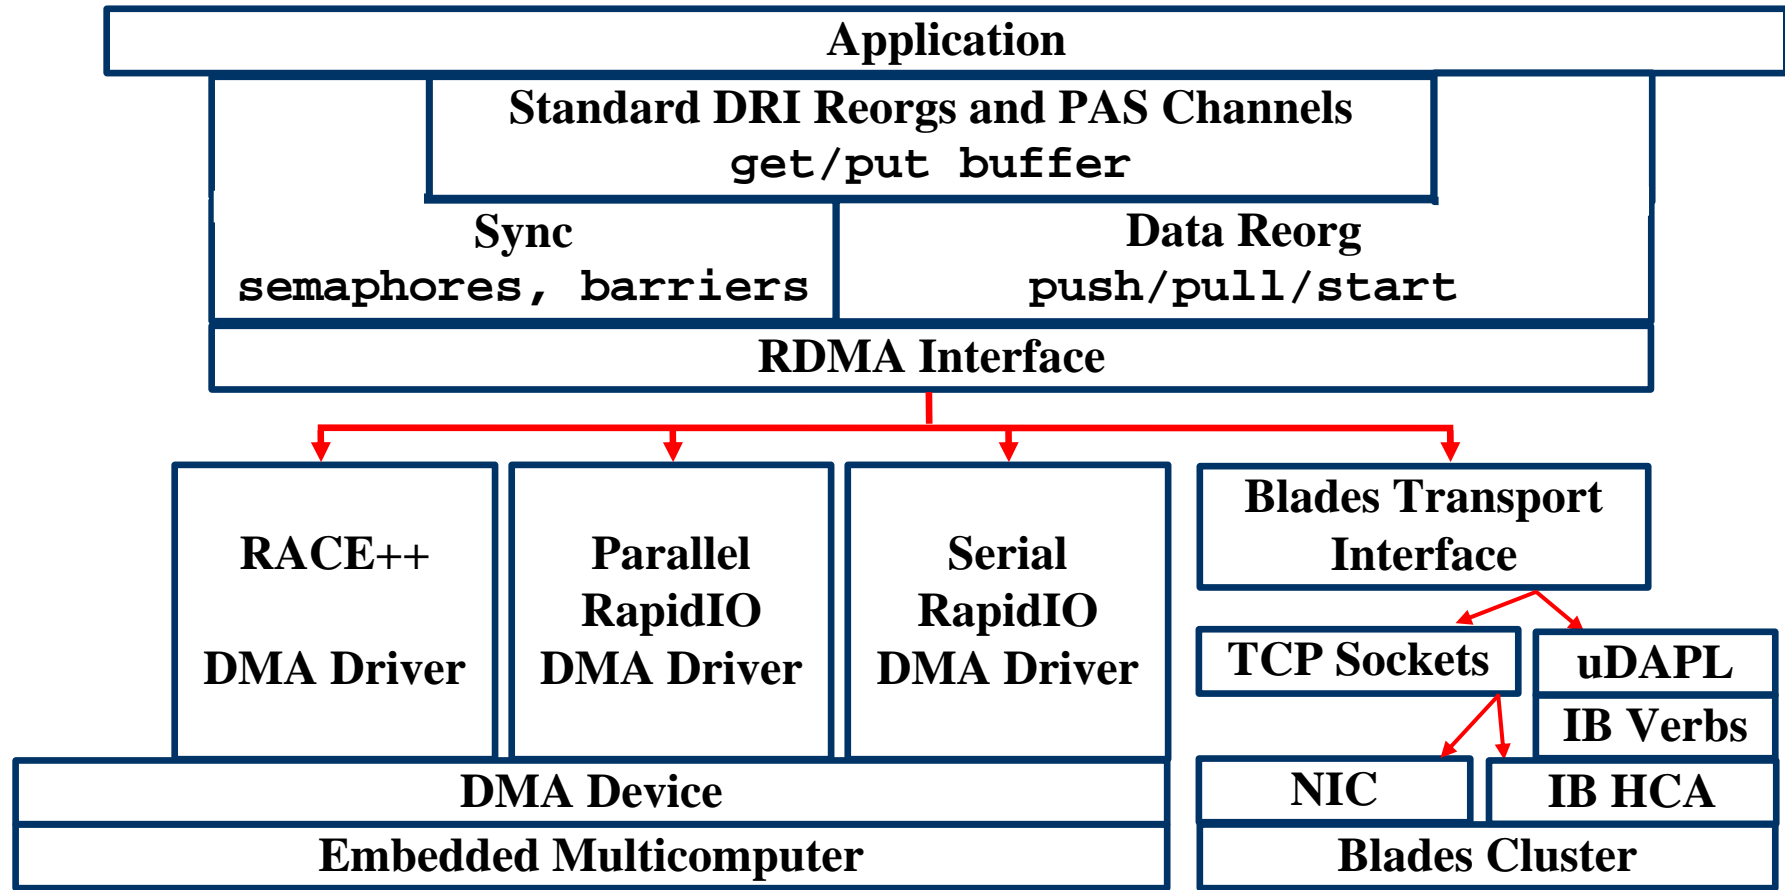 Application
Standard DRI Reorgs and PAS Channels
get/put buffer
Sync
semaphores, barriers
Data Reorg
push/pull/start
RDMA Interface
RACE++
DMA Driver
Parallel
RapidIO
DMA Driver
Serial
RapidIO
DMA Driver
Blades Transport
Interface
TCP Sockets
uDAPL
IB Verbs
NIC
IB HCA
DMA Device
Embedded Multicomputer
Blades Cluster